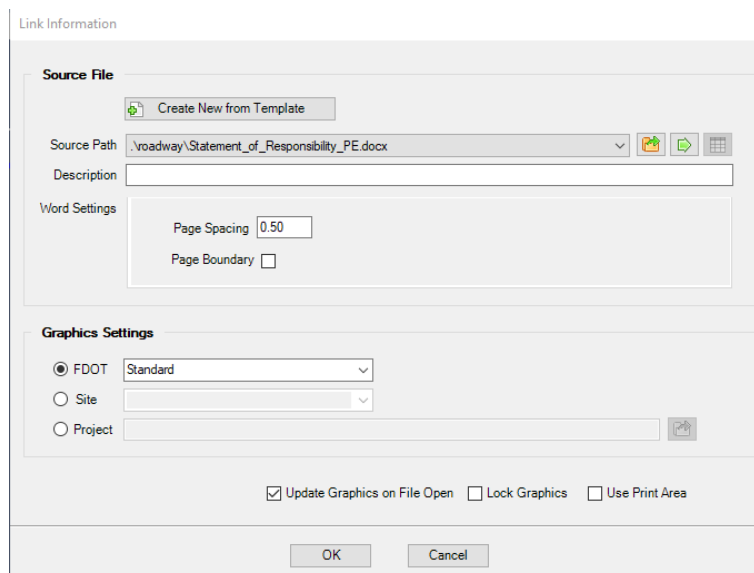 Link Information
Source File
Create New from Template
Source Path .\roadway\Statement_of_Responsibility_PE.docx
Description
Word Settings
Page Spacing 0.50
Page Boundary
Graphics Settings
FDOT Standard
Site
Project
Update Graphics on File Open Lock Graphics Use Print Area
OK Cancel